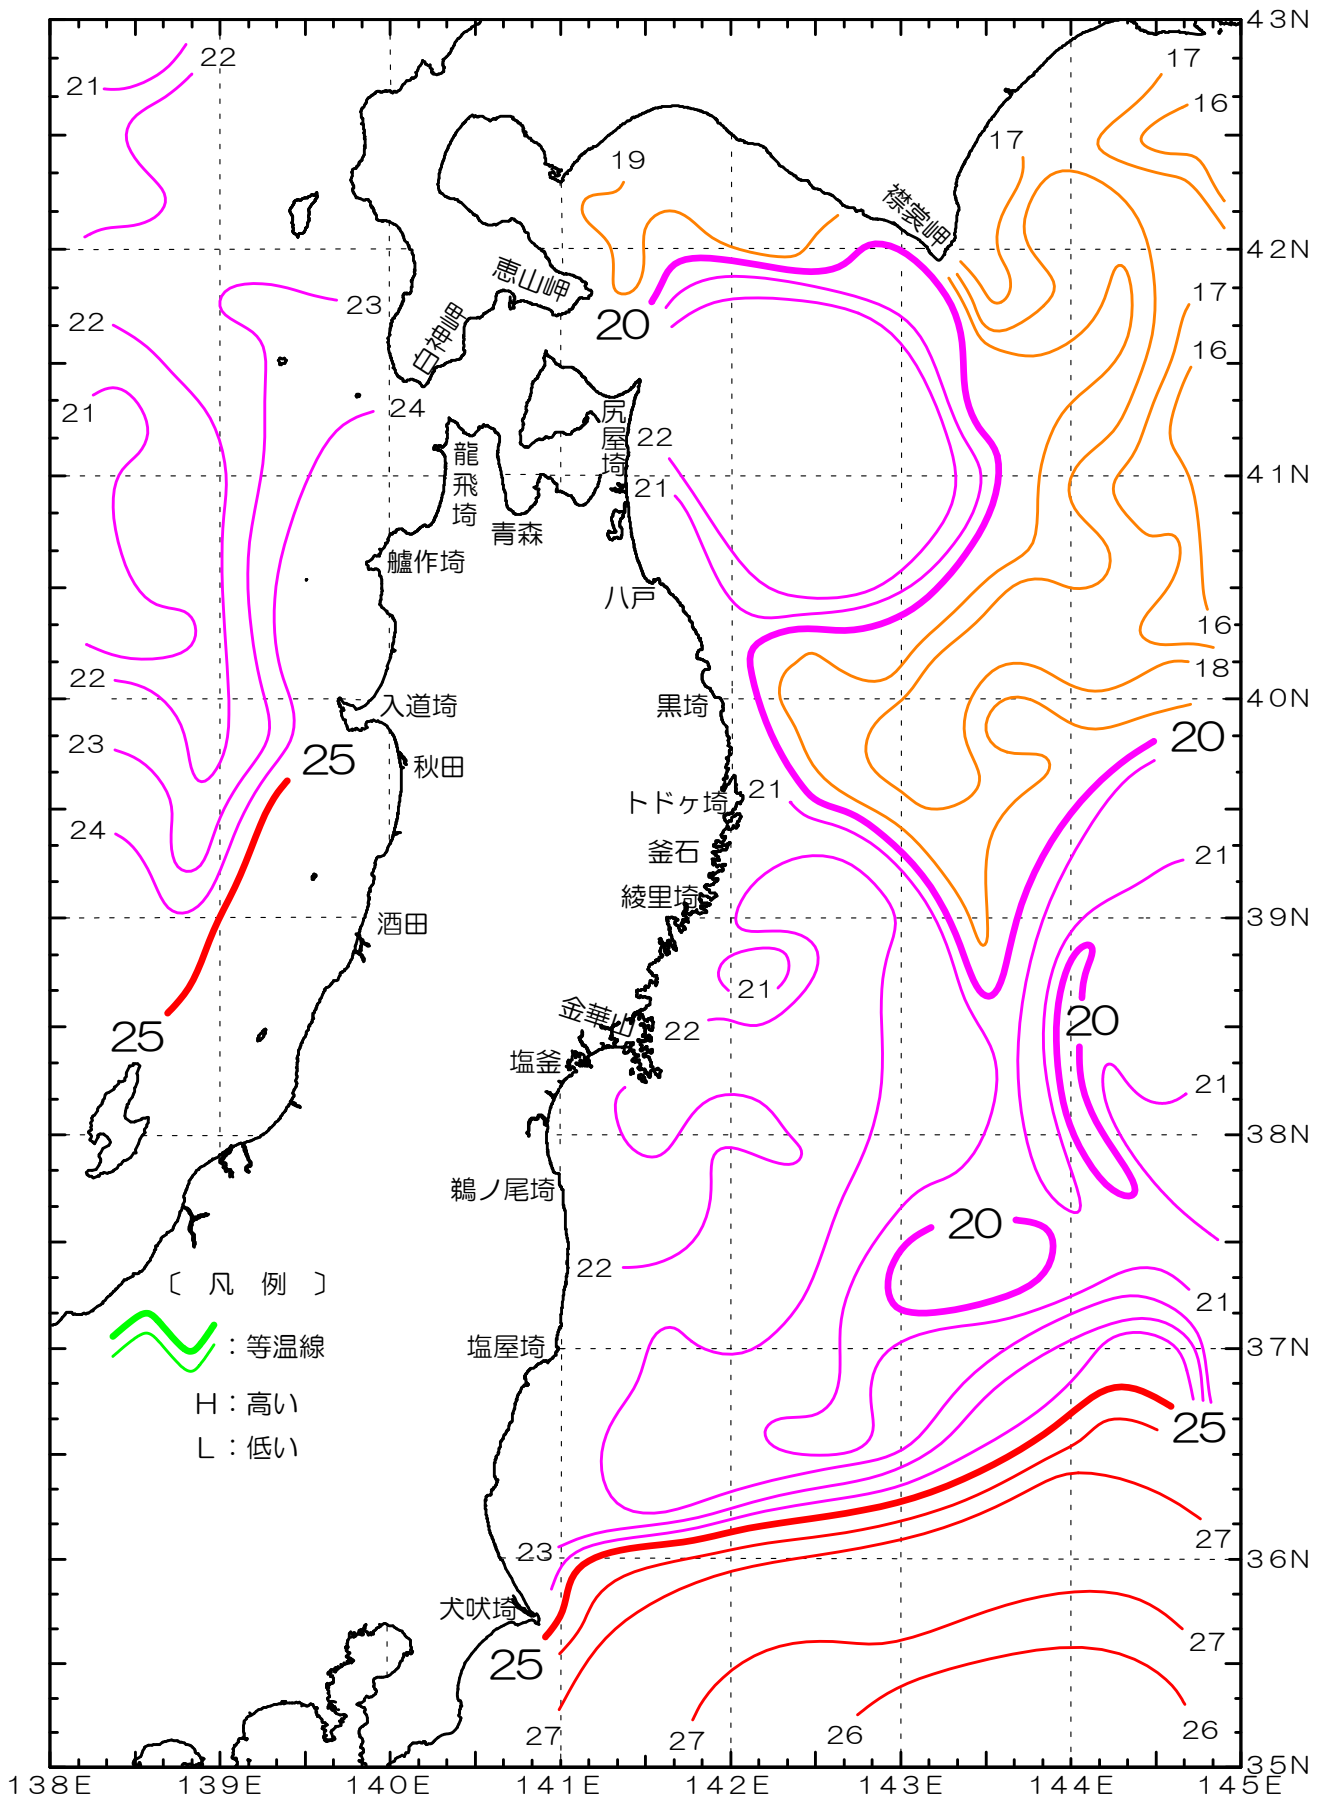 43N
22
17
21
16
17
19
襟裳岬
42N
恵山岬
23
17
22
20
白神岬
16
41N
24
21
尻屋埼
22
龍飛埼
21
青森
艫作埼
八戸
16
18
22
入道埼
黒埼
40N
20
23
25
秋田
21
トドヶ埼
24
釜石
21
綾里埼
酒田
39N
21
金華山
20
25
22
塩釜
21
38N
鵜ノ尾埼
20
22
〔 凡 例 〕
21
:等温線
塩屋埼
37N
H:高い
25
L:低い
23
27
36N
犬吠埼
25
27
27
27
26
26
35N
138E 139E 140E 141E 142E 143E 144E 145E